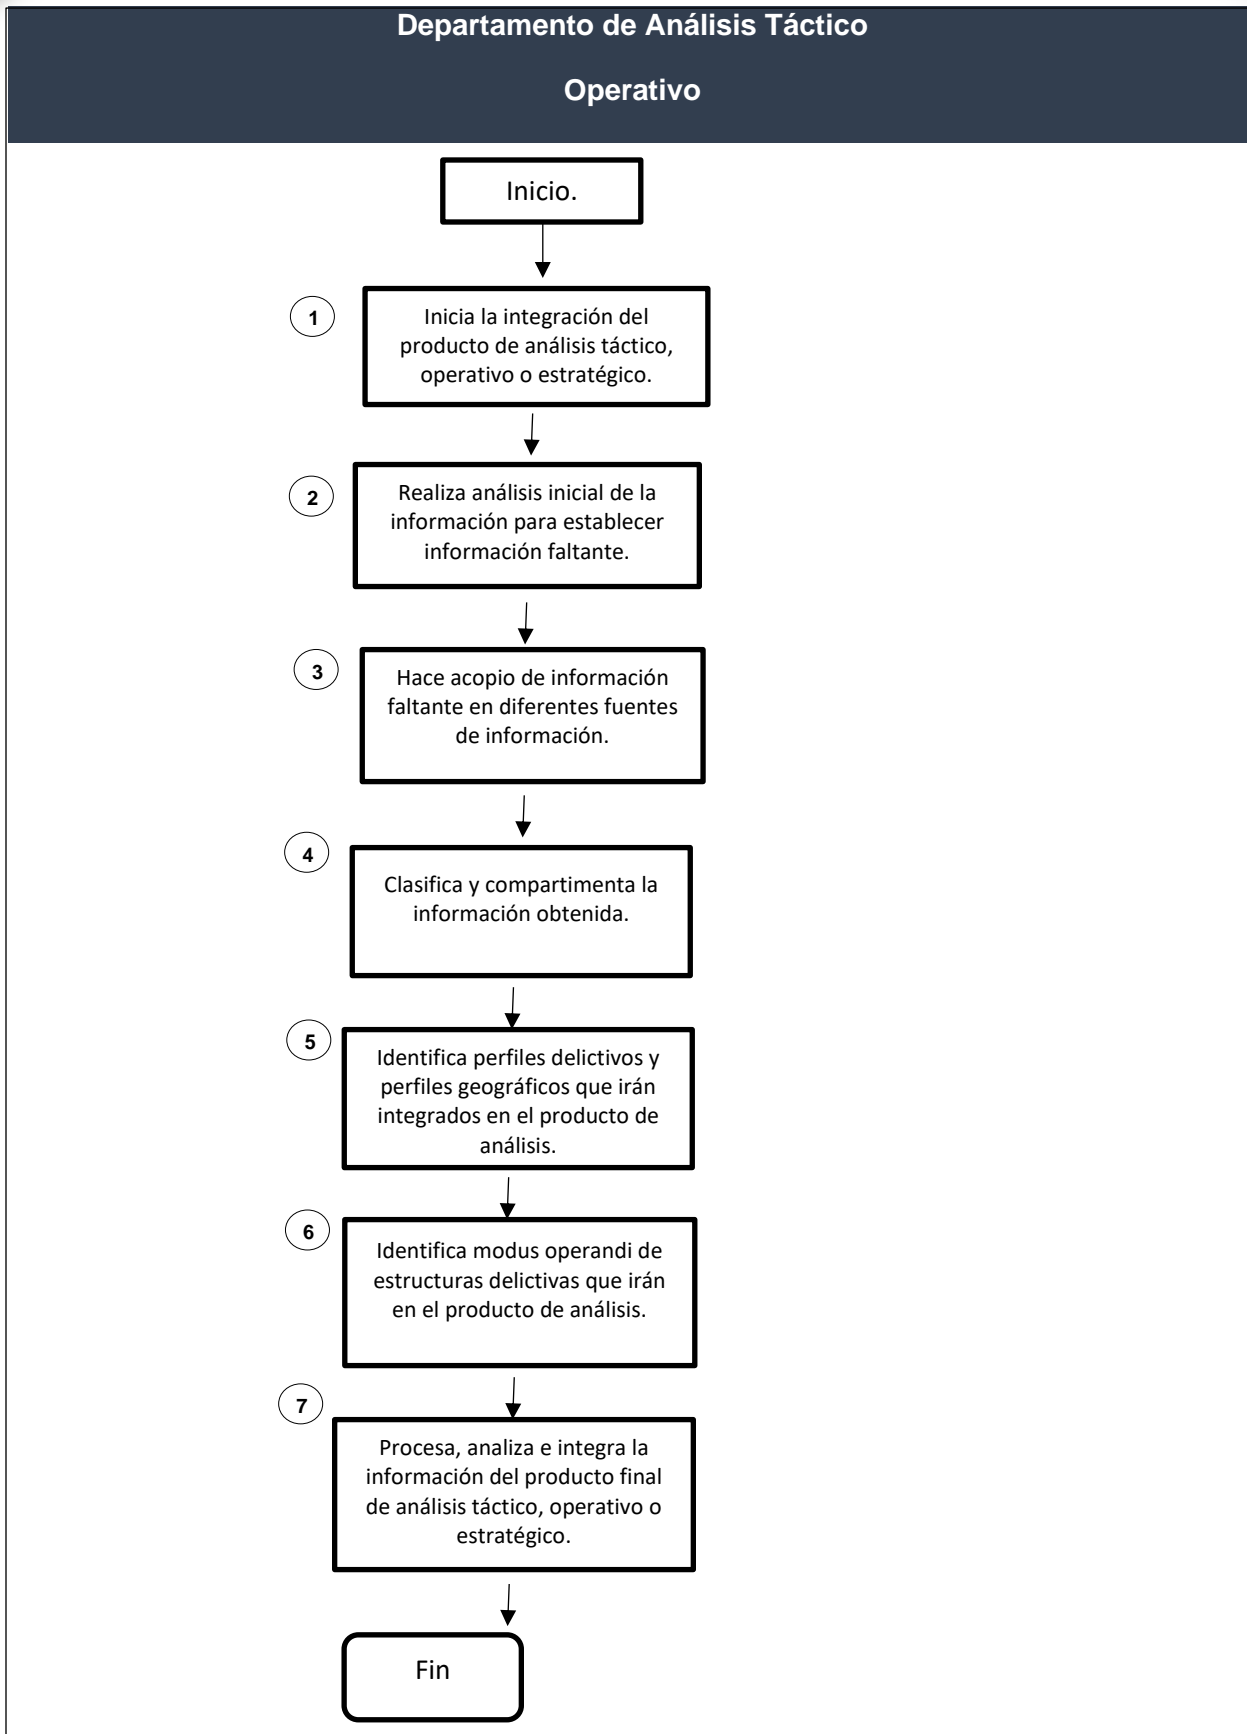 Departamento de Análisis Táctico
Operativo
Inicio.
1
Inicia la integración del
producto de análisis táctico,
operativo o estratégico.
2
Realiza análisis inicial de la
información para establecer
información faltante.
3
Hace acopio de información
faltante en diferentes fuentes
de información.
4
Clasifica y compartimenta la
información obtenida.
5
Identifica perfiles delictivos y
perfiles geográficos que irán
integrados en el producto de
análisis.
6
Identifica modus operandi de
estructuras delictivas que irán
en el producto de análisis.
7
Procesa, analiza e integra la
información del producto final
de análisis táctico, operativo o
estratégico.
Fin